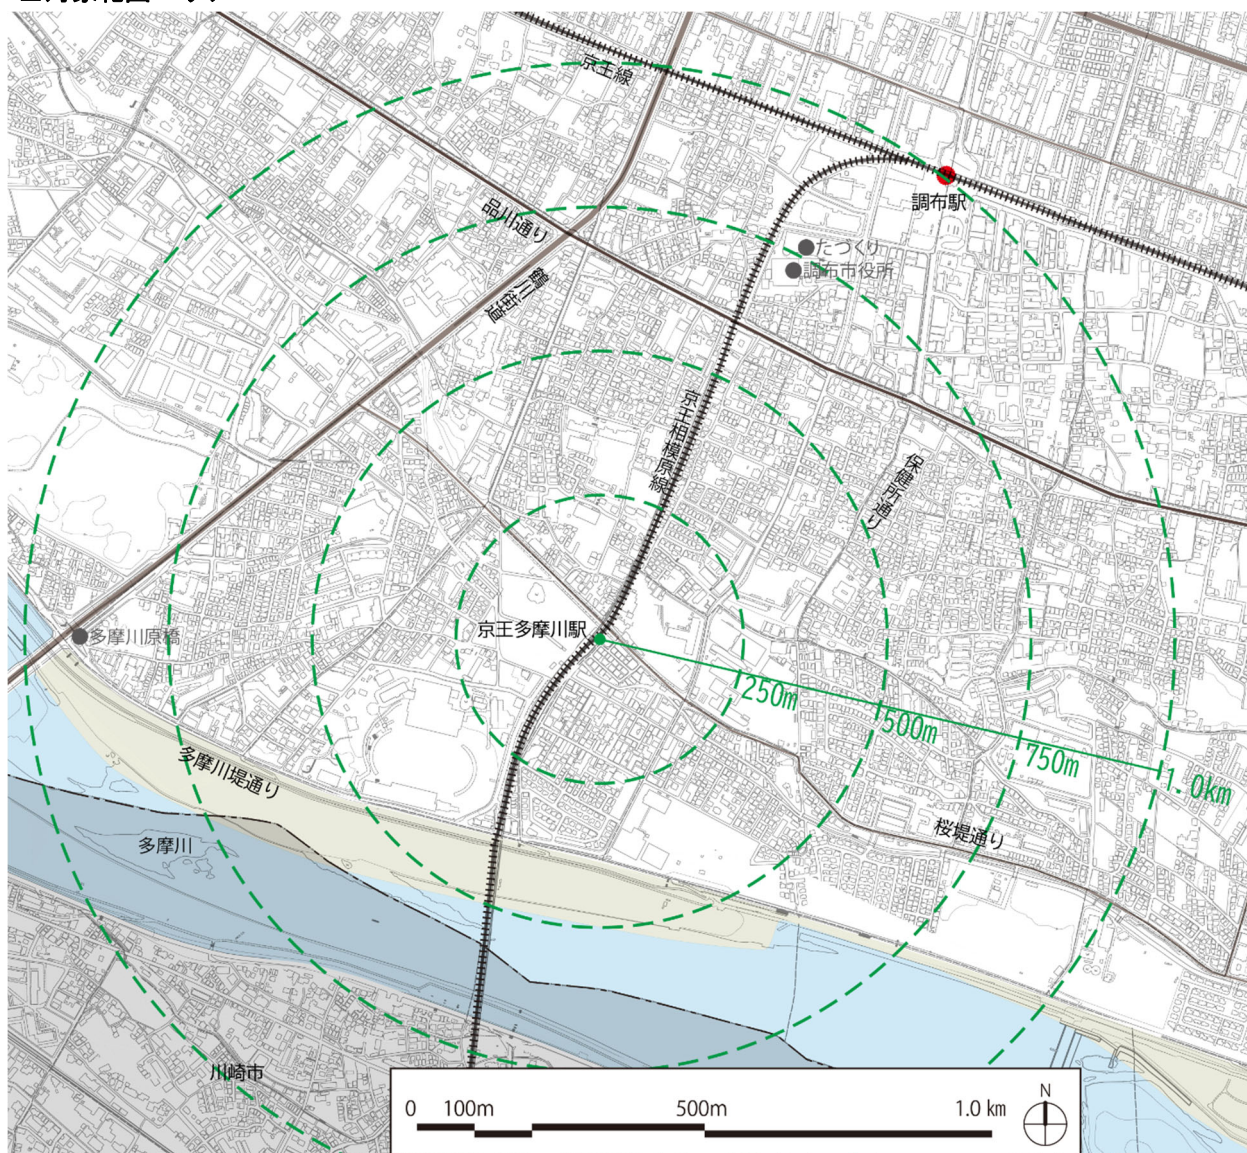 京王線
調布駅
品川通り
たづくり
調布市役所
鶴川街道
京王相模原線
保健所通り
京王多摩川駅
多摩川原橋
250m
500m
750m
1.0km
多摩川堤通り
桜堤通り
多摩川
川崎市
0 100m 500m 1.0 km
N